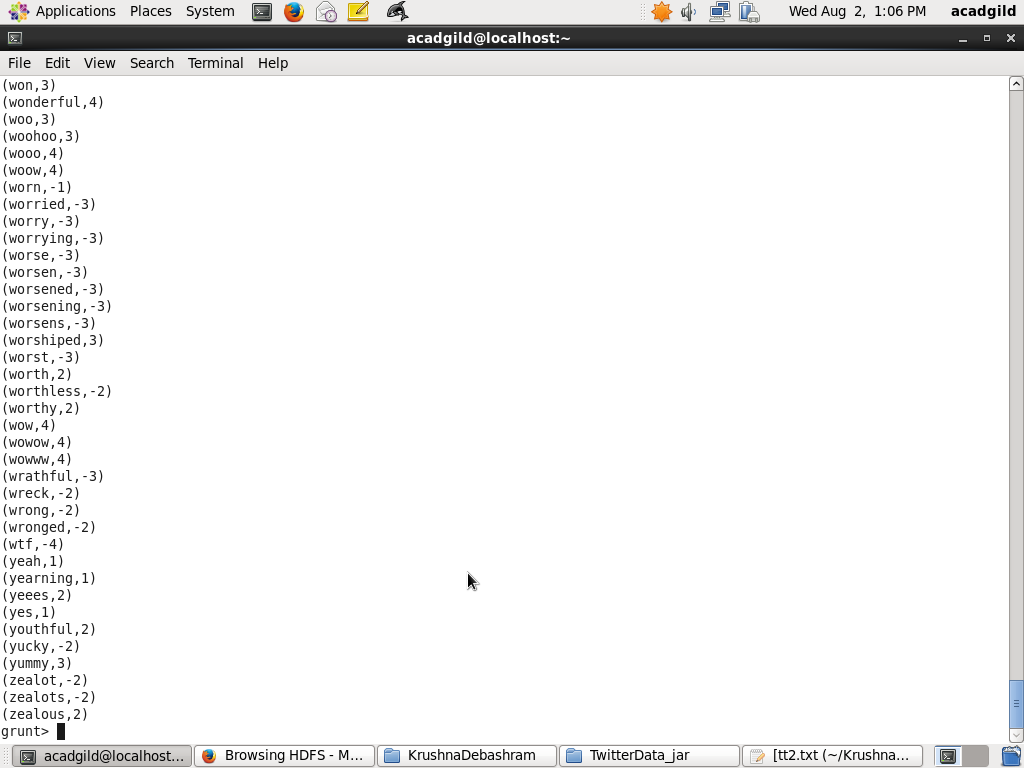 Applications Places System Wed Aug 2, 1:06 PM acadgild
acadgild@localhost:~
File Edit View Search Terminal Help
(won,3)
(wonderful,4)
(woo,3)
(woohoo,3)
(wooo,4)
(woow,4)
(worn,-1)
(worried,-3)
(worry,-3)
(worrying,-3)
(worse,-3)
(worsen,-3)
(worsened,-3)
(worsening,-3)
(worsens,-3)
(worshiped,3)
(worst,-3)
(worth,2)
(worthless,-2)
(worthy,2)
(wow,4)
(wowow,4)
(wowww,4)
(wrathful,-3)
(wreck,-2)
(wrong,-2)
(wronged,-2)
(wtf,-4)
(yeah,1)
(yearning,1)
(yeees,2)
(yes,1)
(youthful,2)
(yucky,-2)
(yummy,3)
(zealot,-2)
(zealots,-2)
(zealous,2)
grunt>
acadgild@localhost... Browsing HDFS - M... KrushnaDebashram TwitterData_jar [tt2.txt (~/Krushna...